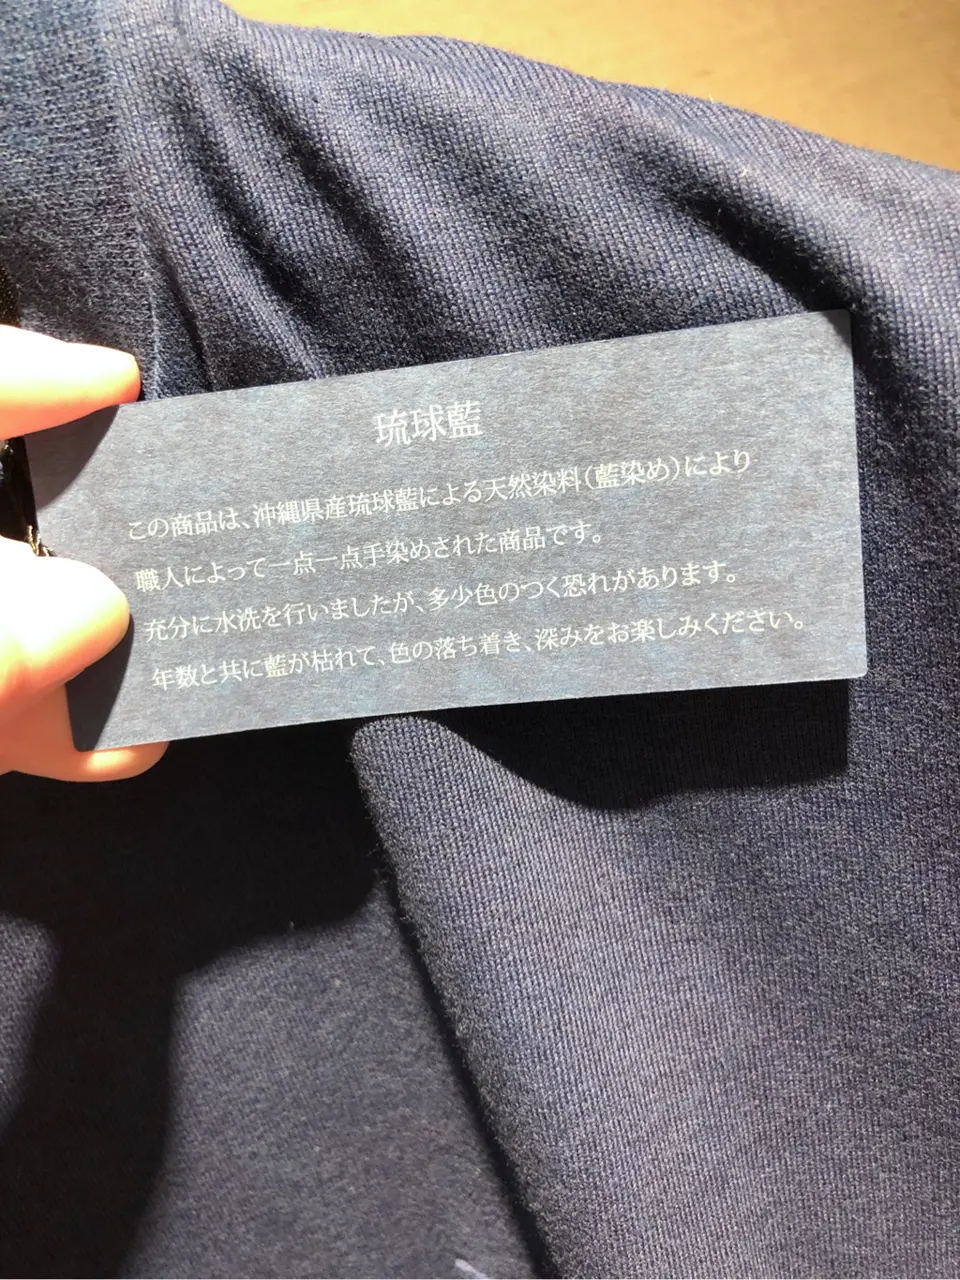 琉球藍
この商品は、沖縄県産琉球藍による天然染料（藍染め）により
職人によって一点一点手染めされた商品です。
充分に水洗を行いましたが、多少色のつく恐れがあります。
年数と共に藍が枯れて、色の落ち着き、深みをお楽しみください。